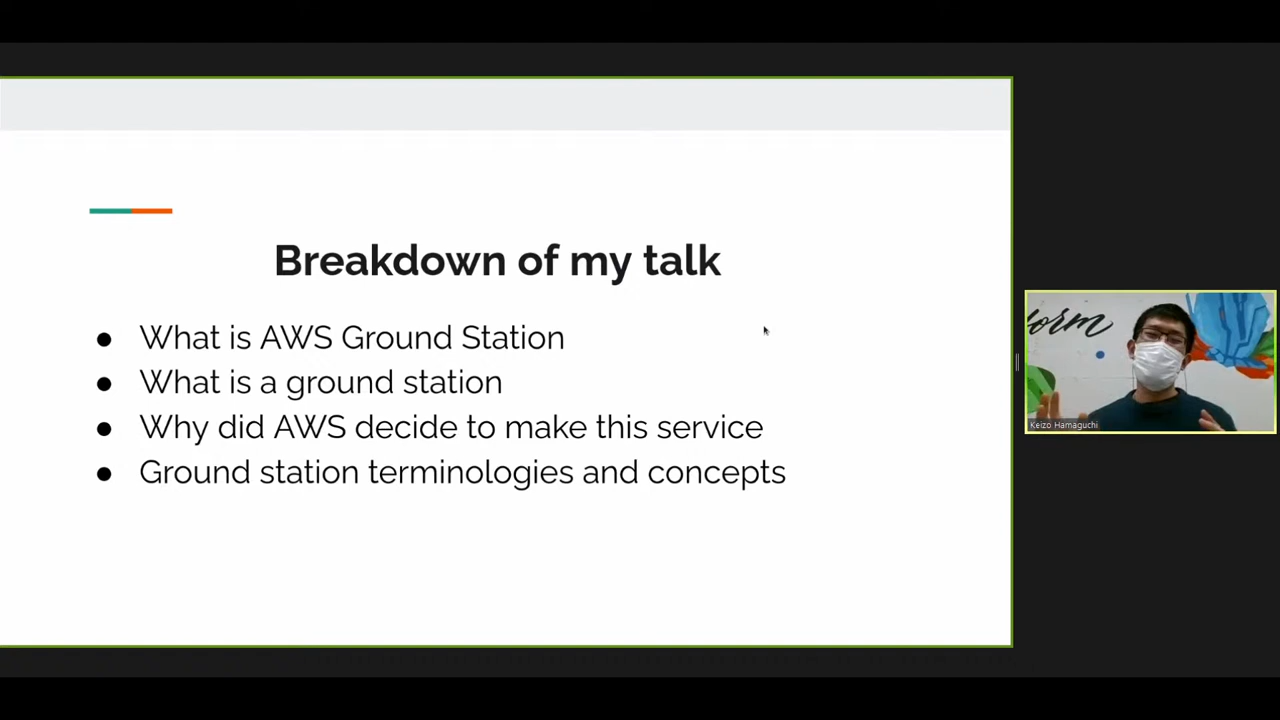 Breakdown of my talk
● What is AWS Ground Station
● What is a ground station
● Why did AWS decide to make this service
● Ground station terminologies and concepts
orm
Keizo Hamaguchi